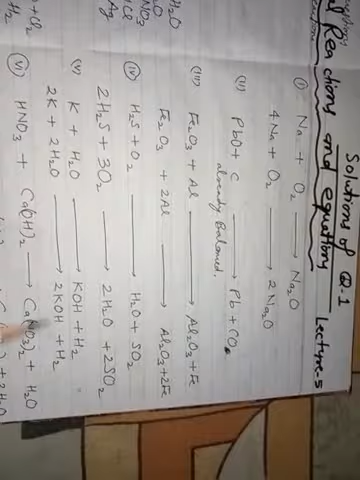 Solutions of Q.1
Lecture-5
Reactions and equations
(i) Na + O2 → Na2O
4Na + O2 → 2Na2O
(ii) PbO + C → Pb + CO
already Balanced.
(iii) Fe2O3 + Al → Al2O3 + Fe
Fe2O3 + 2Al → Al2O3 + 2Fe
(iv) H2S + O2 → H2O + SO2
2H2S + 3O2 → 2H2O + 2SO2
(v) K + H2O → KOH + H2
2K + 2H2O → 2KOH + H2
(vi) HNO3 + Ca(OH)2 → Ca(NO3)2 + H2O